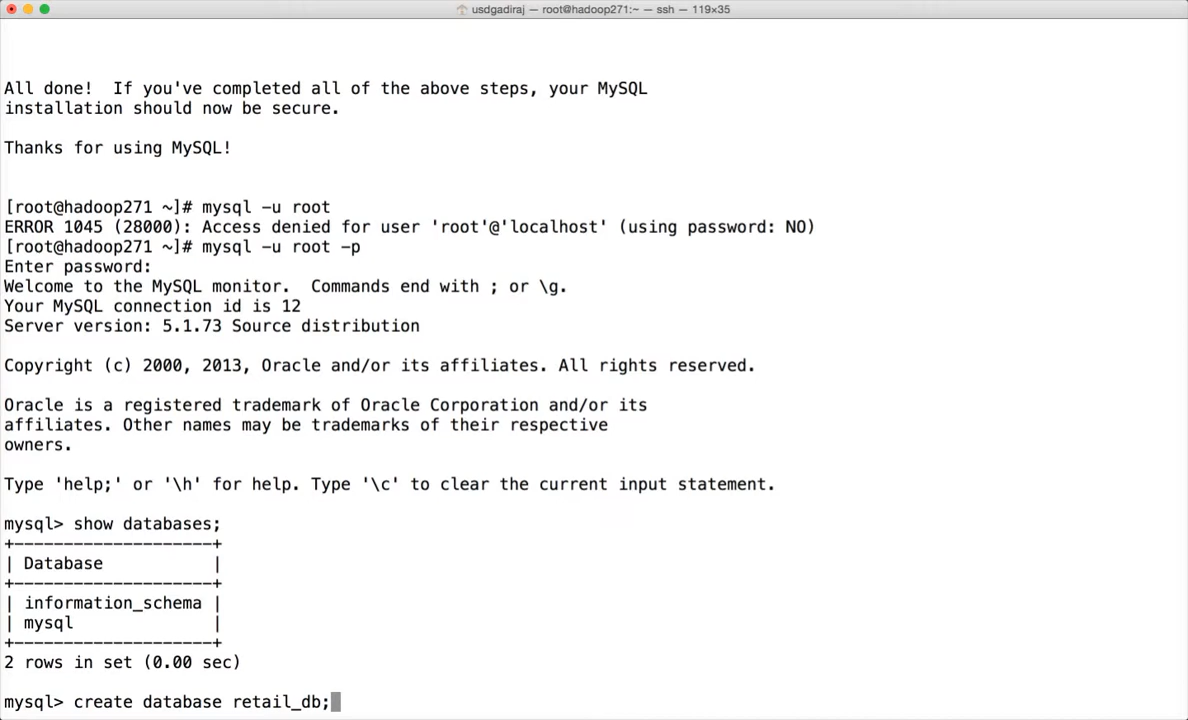 usdgadiraj — root@hadoop271:~ — ssh — 119×35
All done!  If you've completed all of the above steps, your MySQL
installation should now be secure.
Thanks for using MySQL!
[root@hadoop271 ~]# mysql -u root
ERROR 1045 (28000): Access denied for user 'root'@'localhost' (using password: NO)
[root@hadoop271 ~]# mysql -u root -p
Enter password:
Welcome to the MySQL monitor.  Commands end with ; or \g.
Your MySQL connection id is 12
Server version: 5.1.73 Source distribution
Copyright (c) 2000, 2013, Oracle and/or its affiliates. All rights reserved.
Oracle is a registered trademark of Oracle Corporation and/or its
affiliates. Other names may be trademarks of their respective
owners.
Type 'help;' or '\h' for help. Type '\c' to clear the current input statement.
mysql> show databases;
+--------------------+
| Database           |
+--------------------+
| information_schema |
| mysql              |
+--------------------+
2 rows in set (0.00 sec)
mysql> create database retail_db;